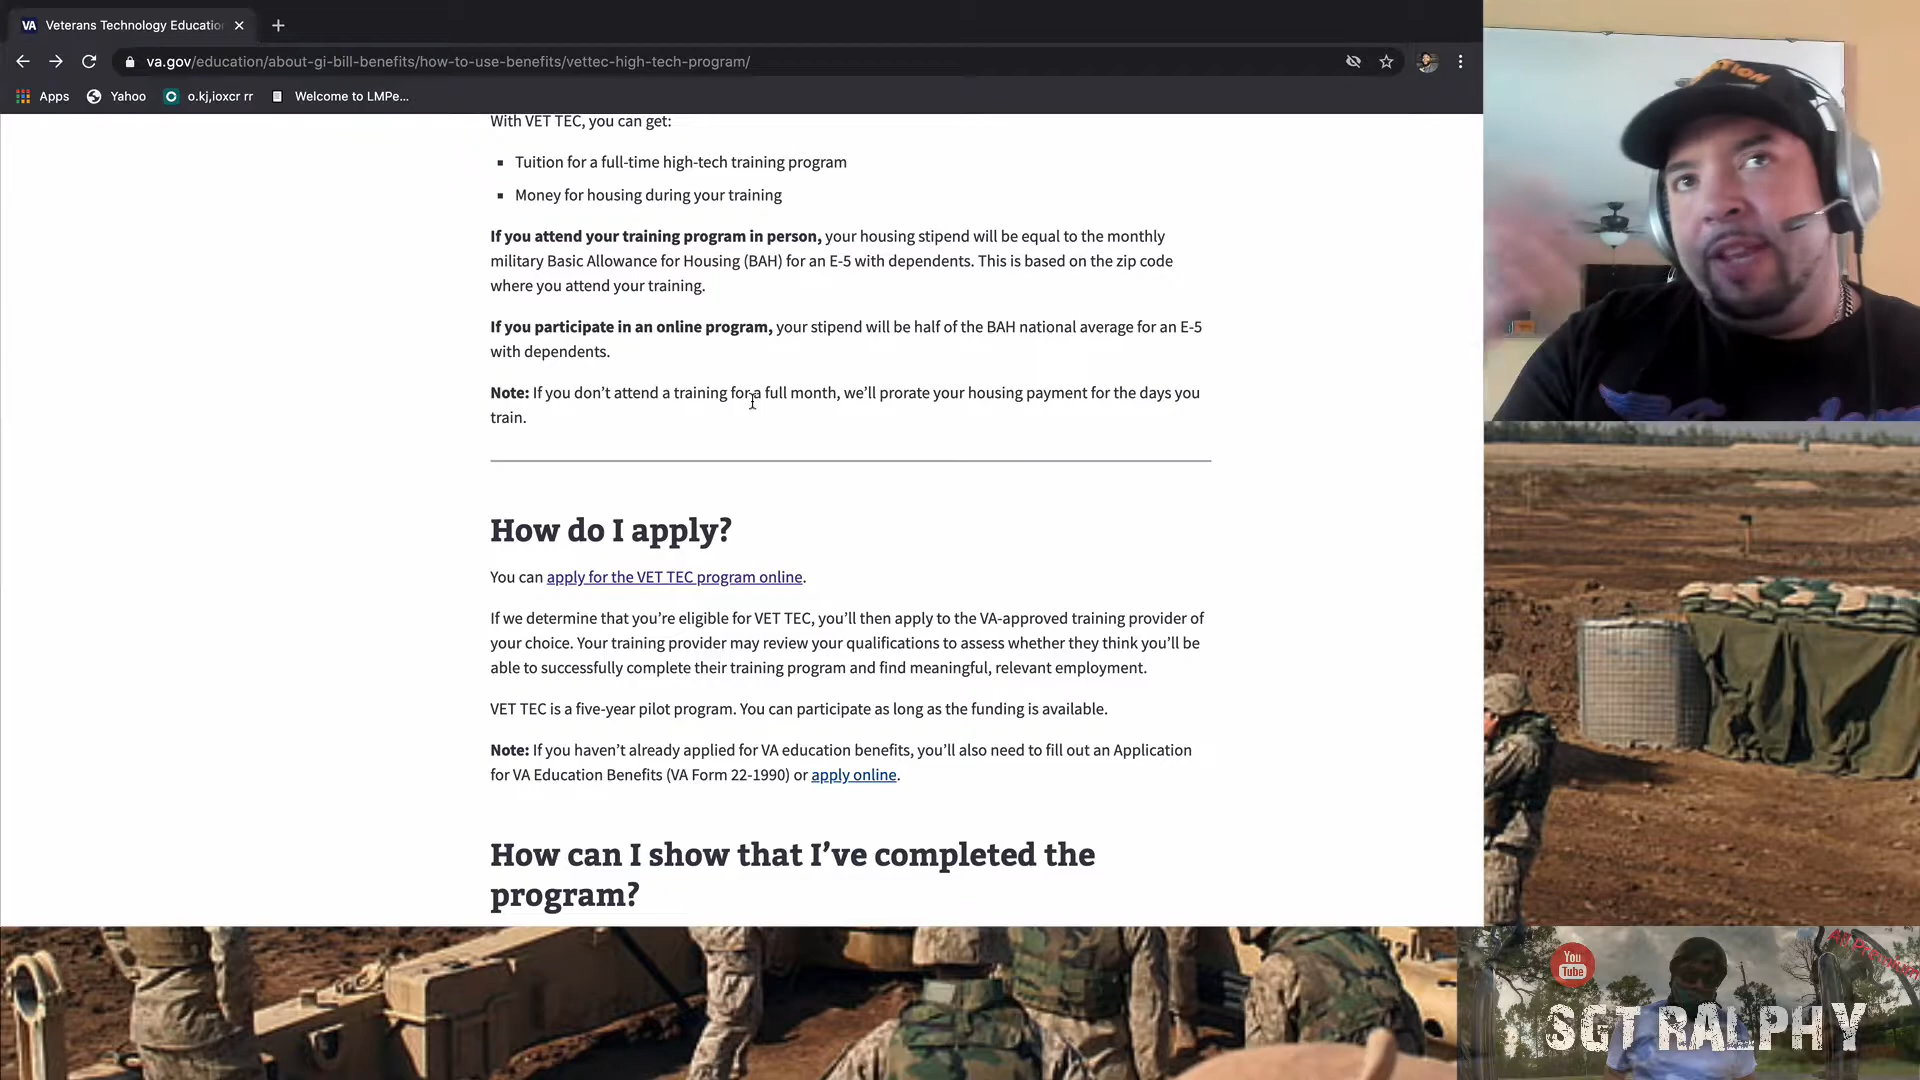 VA Veterans Technology Educatio
va.gov/education/about-gi-bill-benefits/how-to-use-benefits/vettec-high-tech-program/
Apps Yahoo o.kj,ioxcr rr Welcome to LMPe...
With VET TEC, you can get:
Tuition for a full-time high-tech training program
Money for housing during your training
If you attend your training program in person, your housing stipend will be equal to the monthly
military Basic Allowance for Housing (BAH) for an E-5 with dependents. This is based on the zip code
where you attend your training.
If you participate in an online program, your stipend will be half of the BAH national average for an E-5
with dependents.
Note: If you don’t attend a training for a full month, we’ll prorate your housing payment for the days you
train.
How do I apply?
You can apply for the VET TEC program online.
If we determine that you’re eligible for VET TEC, you’ll then apply to the VA-approved training provider of
your choice. Your training provider may review your qualifications to assess whether they think you’ll be
able to successfully complete their training program and find meaningful, relevant employment.
VET TEC is a five-year pilot program. You can participate as long as the funding is available.
Note: If you haven’t already applied for VA education benefits, you’ll also need to fill out an Application
for VA Education Benefits (VA Form 22-1990) or apply online.
How can I show that I’ve completed the
program?
You
Tube
SGT RALPHY